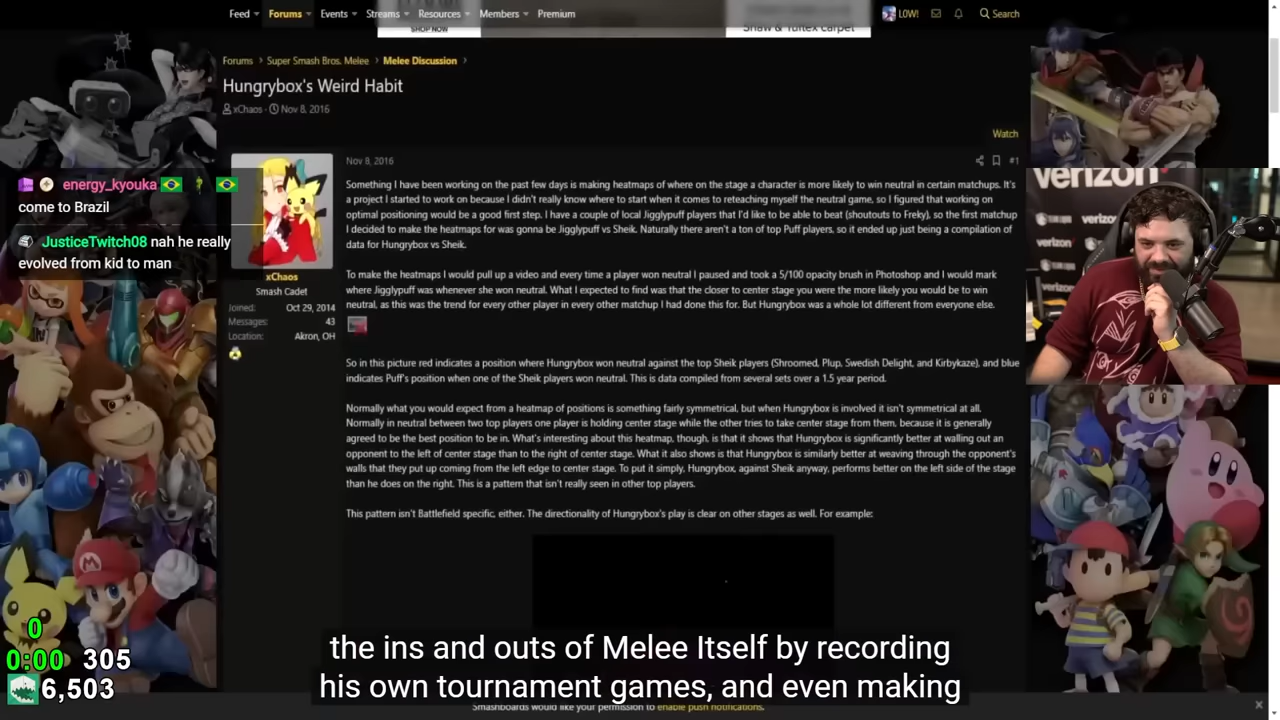 Feed Forums Events Streams Resources Members Premium LOW! Search
SHOP NOW
Shaw & Tuftex carpet
Forums > Super Smash Bros. Melee > Melee Discussion >
Hungrybox's Weird Habit
xChaos · Nov 8, 2016
Watch
Nov 8, 2016 #1
Something I have been working on the past few days is making heatmaps of where on the stage a character is more likely to win neutral in certain matchups. It's
a project I started to work on because I didn't really know where to start when it comes to reteaching myself the neutral game, so I figured that working on
optimal positioning would be a good first step. I have a couple of local Jigglypuff players that I'd like to be able to beat (shoutouts to Freky), so the first matchup
I decided to make the heatmaps for was gonna be Jigglypuff vs Sheik. Naturally there aren't a ton of top Puff players, so it ended up just being a compilation of
data for Hungrybox vs Sheik.
To make the heatmaps I would pull up a video and every time a player won neutral I paused and took a 5/100 opacity brush in Photoshop and I would mark
where Jigglypuff was whenever she won neutral. What I expected to find was that the closer to center stage you were the more likely you would be to win
neutral, as this was the trend for every other player in every other matchup I had done this for. But Hungrybox was a whole lot different from everyone else.
So in this picture red indicates a position where Hungrybox won neutral against the top Sheik players (Shroomed, Plup, Swedish Delight, and Kirbykaze), and blue
indicates Puff's position when one of the Sheik players won neutral. This is data compiled from several sets over a 1.5 year period.
Normally what you would expect from a heatmap of positions is something fairly symmetrical, but when Hungrybox is involved it isn't symmetrical at all.
Normally in neutral between two top players one player is holding center stage while the other tries to take center stage from them, because it is generally
agreed to be the best position to be in. What's interesting about this heatmap, though, is that it shows that Hungrybox is significantly better at walling out an
opponent to the left of center stage than to the right of center stage. What it also shows is that Hungrybox is similarly better at weaving through the opponent's
walls that they put up coming from the left edge to center stage. To put it simply, Hungrybox, against Sheik anyway, performs better on the left side of the stage
than he does on the right. This is a pattern that isn't really seen in other top players.
This pattern isn't Battlefield specific, either. The directionality of Hungrybox's play is clear on other stages as well. For example:
xChaos
Smash Cadet
Joined: Oct 29, 2014
Messages: 43
Location: Akron, OH
energy_kyouka
come to Brazil
JusticeTwitch08 nah he really
evolved from kid to man
verizon
verizon
0
0:00 305
6,503
the ins and outs of Melee Itself by recording
his own tournament games, and even making
Smashboards would like your permission to enable push notifications.